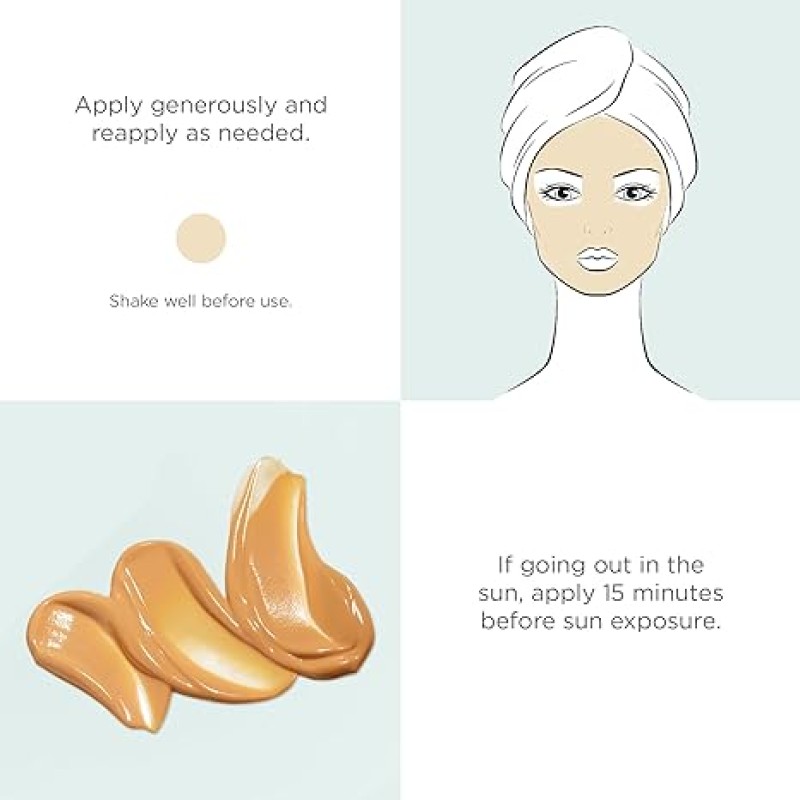 Apply generously and
reapply as needed.
Shake well before use.
If going out in the
sun, apply 15 minutes
before sun exposure.